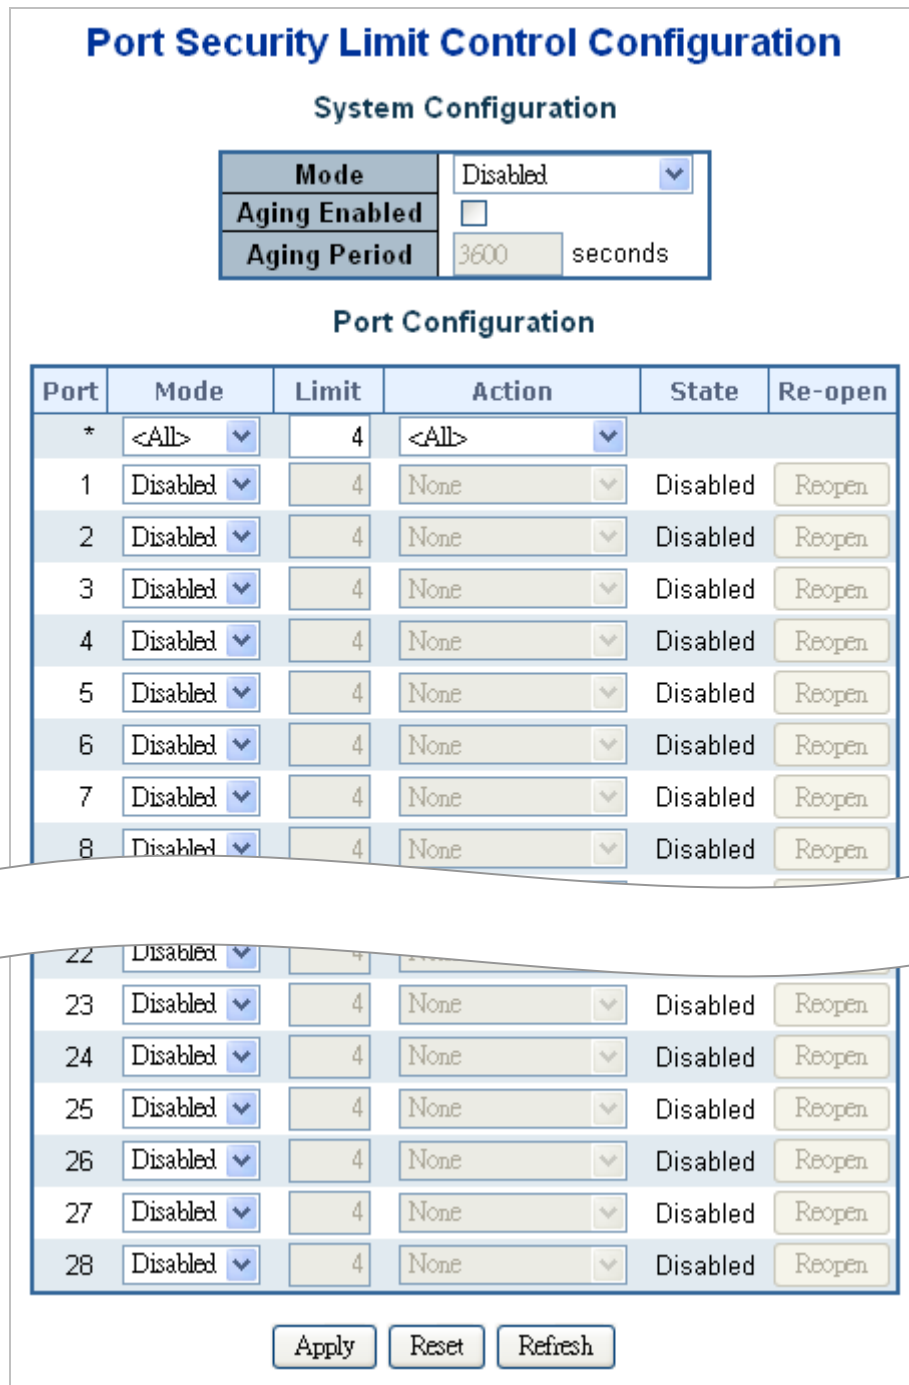 Port Security Limit Control Configuration
System Configuration
Mode Disabled
Aging Enabled
Aging Period 3600 seconds
Port Configuration
Port Mode Limit Action State Re-open
* <All> 4 <All>
1 Disabled 4 None Disabled Reopen
2 Disabled 4 None Disabled Reopen
3 Disabled 4 None Disabled Reopen
4 Disabled 4 None Disabled Reopen
5 Disabled 4 None Disabled Reopen
6 Disabled 4 None Disabled Reopen
7 Disabled 4 None Disabled Reopen
8 Disabled 4 None Disabled Reopen
22 Disabled 4
23 Disabled 4 None Disabled Reopen
24 Disabled 4 None Disabled Reopen
25 Disabled 4 None Disabled Reopen
26 Disabled 4 None Disabled Reopen
27 Disabled 4 None Disabled Reopen
28 Disabled 4 None Disabled Reopen
Apply Reset Refresh